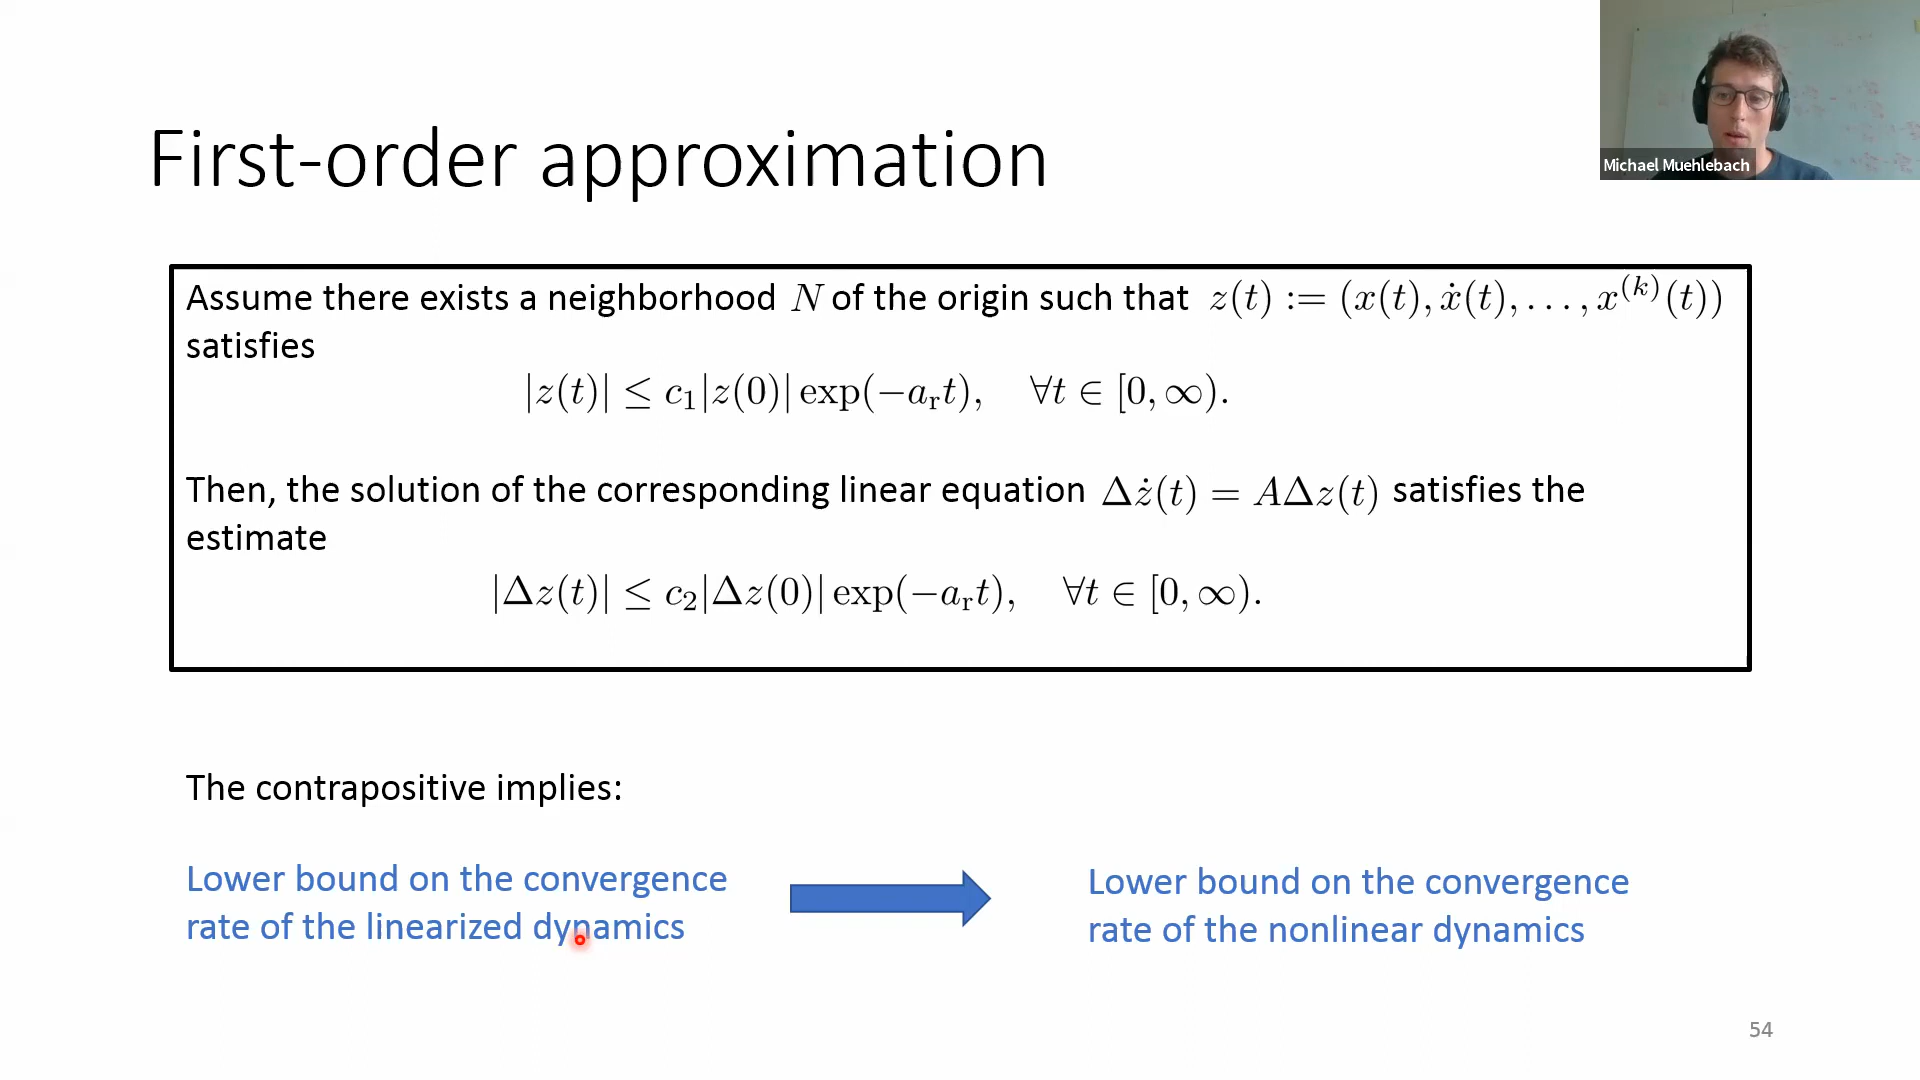 First-order approximation
Michael Muehlebach
Assume there exists a neighborhood N of the origin such that z(t) := (x(t), ẋ(t), . . . , x^(k)(t))
satisfies
|z(t)| ≤ c₁|z(0)| exp(−aᵣt), ∀t ∈ [0, ∞).
Then, the solution of the corresponding linear equation Δż(t) = AΔz(t) satisfies the
estimate
|Δz(t)| ≤ c₂|Δz(0)| exp(−aᵣt), ∀t ∈ [0, ∞).
The contrapositive implies:
Lower bound on the convergence
rate of the linearized dynamics
Lower bound on the convergence
rate of the nonlinear dynamics
54